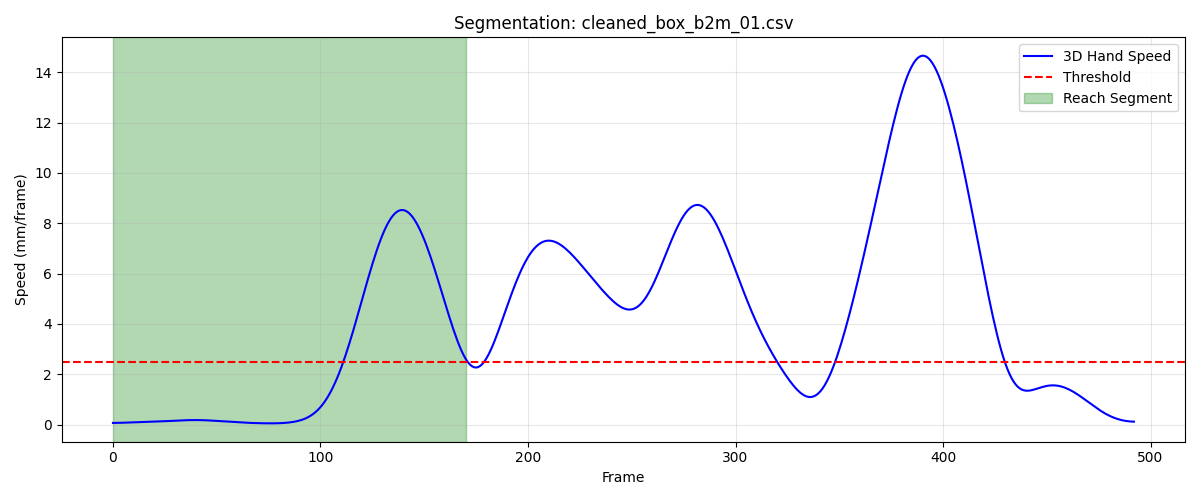 Segmentation: cleaned_box_b2m_01.csv
3D Hand Speed
Threshold
Reach Segment
Speed (mm/frame)
14
12
10
8
6
4
2
0
0 100 200 300 400 500
Frame